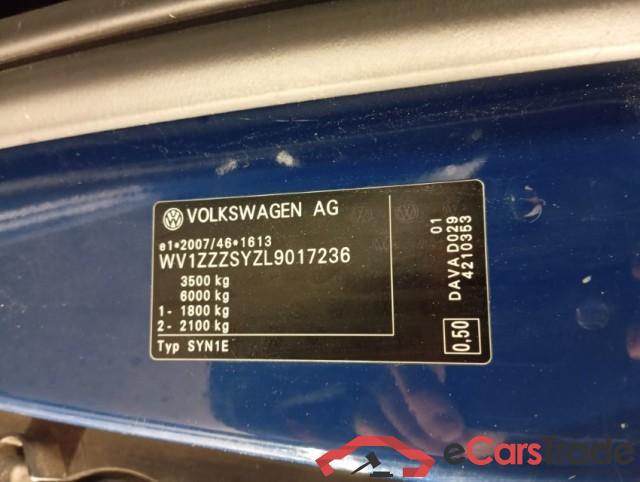 VOLKSWAGEN AG
e1*2007/46*1613
WV1ZZZSYZL9017236
3500 kg
6000 kg
1- 1800 kg
2- 2100 kg
Typ SYN1E
01
DAVA D029
4210353
0,50
eCarsTrade